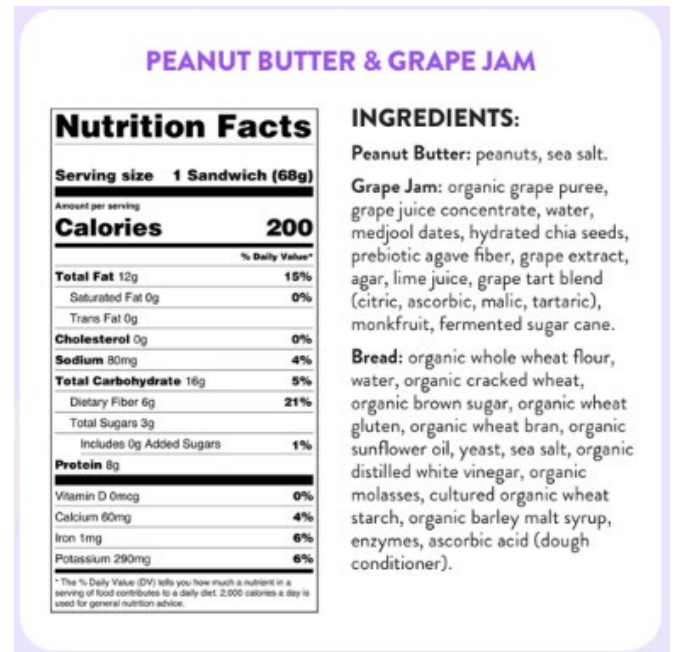 PEANUT BUTTER & GRAPE JAM
Nutrition Facts
Serving size 1 Sandwich (68g)
Amount per serving
Calories 200
% Daily Value*
Total Fat 12g 15%
Saturated Fat 0g 0%
Trans Fat 0g
Cholesterol 0g 0%
Sodium 80mg 4%
Total Carbohydrate 16g 5%
Dietary Fiber 6g 21%
Total Sugars 3g
Includes 0g Added Sugars 1%
Protein 8g
Vitamin D 0mcg 0%
Calcium 60mg 4%
Iron 1mg 6%
Potassium 290mg 6%
* The % Daily Value (DV) tells you how much a nutrient in a
serving of food contributes to a daily diet. 2,000 calories a day is
used for general nutrition advice.
INGREDIENTS:
Peanut Butter: peanuts, sea salt.
Grape Jam: organic grape puree,
grape juice concentrate, water,
medjool dates, hydrated chia seeds,
prebiotic agave fiber, grape extract,
agar, lime juice, grape tart blend
(citric, ascorbic, malic, tartaric),
monkfruit, fermented sugar cane.
Bread: organic whole wheat flour,
water, organic cracked wheat,
organic brown sugar, organic wheat
gluten, organic wheat bran, organic
sunflower oil, yeast, sea salt, organic
distilled white vinegar, organic
molasses, cultured organic wheat
starch, organic barley malt syrup,
enzymes, ascorbic acid (dough
conditioner).